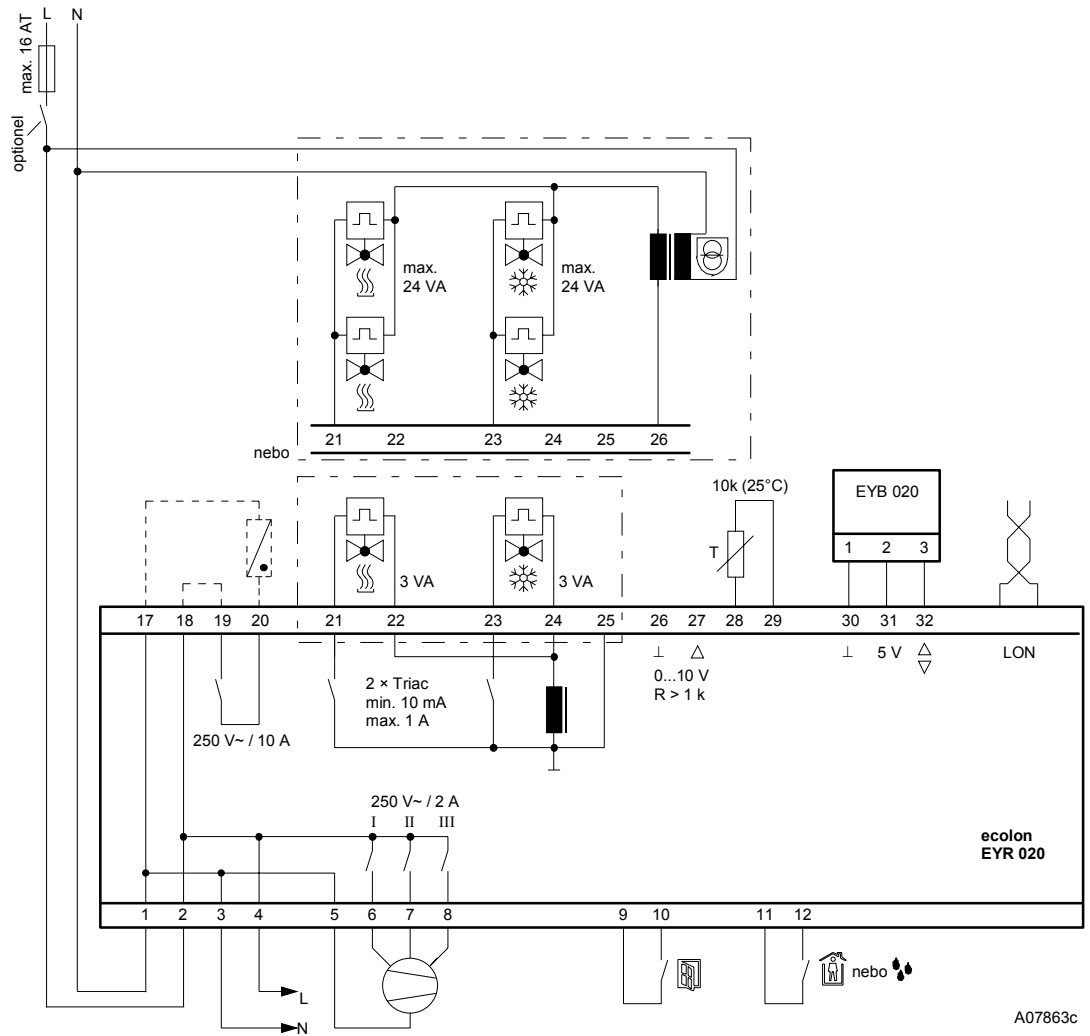 L N
max. 16 AT
optionel
max.
24 VA
max.
24 VA
21 22 23 24 25 26
nebo
10k (25°C)
T
EYB 020
1 2 3
3 VA
3 VA
17 18 19 20 21 22 23 24 25 26 27 28 29 30 31 32
⊥ △
0...10 V
R > 1 k
⊥ 5 V △
▽
LON
2 × Triac
min. 10 mA
max. 1 A
250 V~ / 10 A
250 V~ / 2 A
I II III
ecolon
EYR 020
1 2 3 4 5 6 7 8 9 10 11 12
nebo
L
N
A07863c